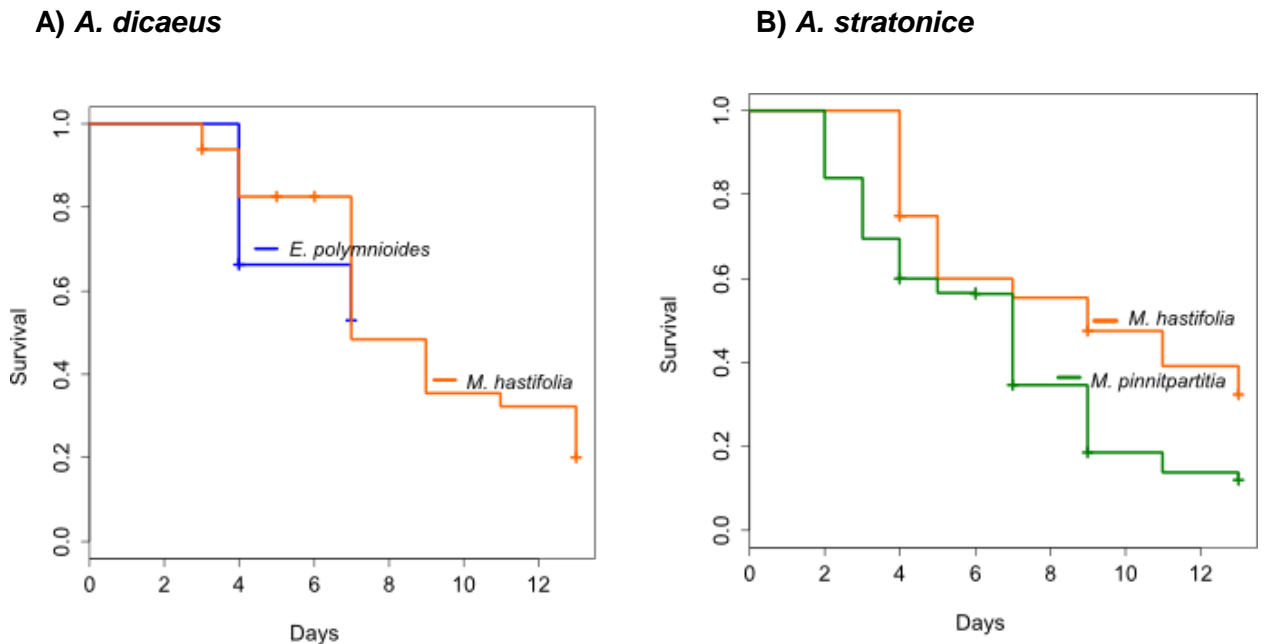 A) A. dicaeus
Survival
1.0
0.8
0.6
0.4
0.2
0.0
E. polymnioides
M. hastifolia
0 2 4 6 8 10 12
Days
B) A. stratonice
Survival
1.0
0.8
0.6
0.4
0.2
0.0
M. hastifolia
M. pinnitpartitia
0 2 4 6 8 10 12
Days